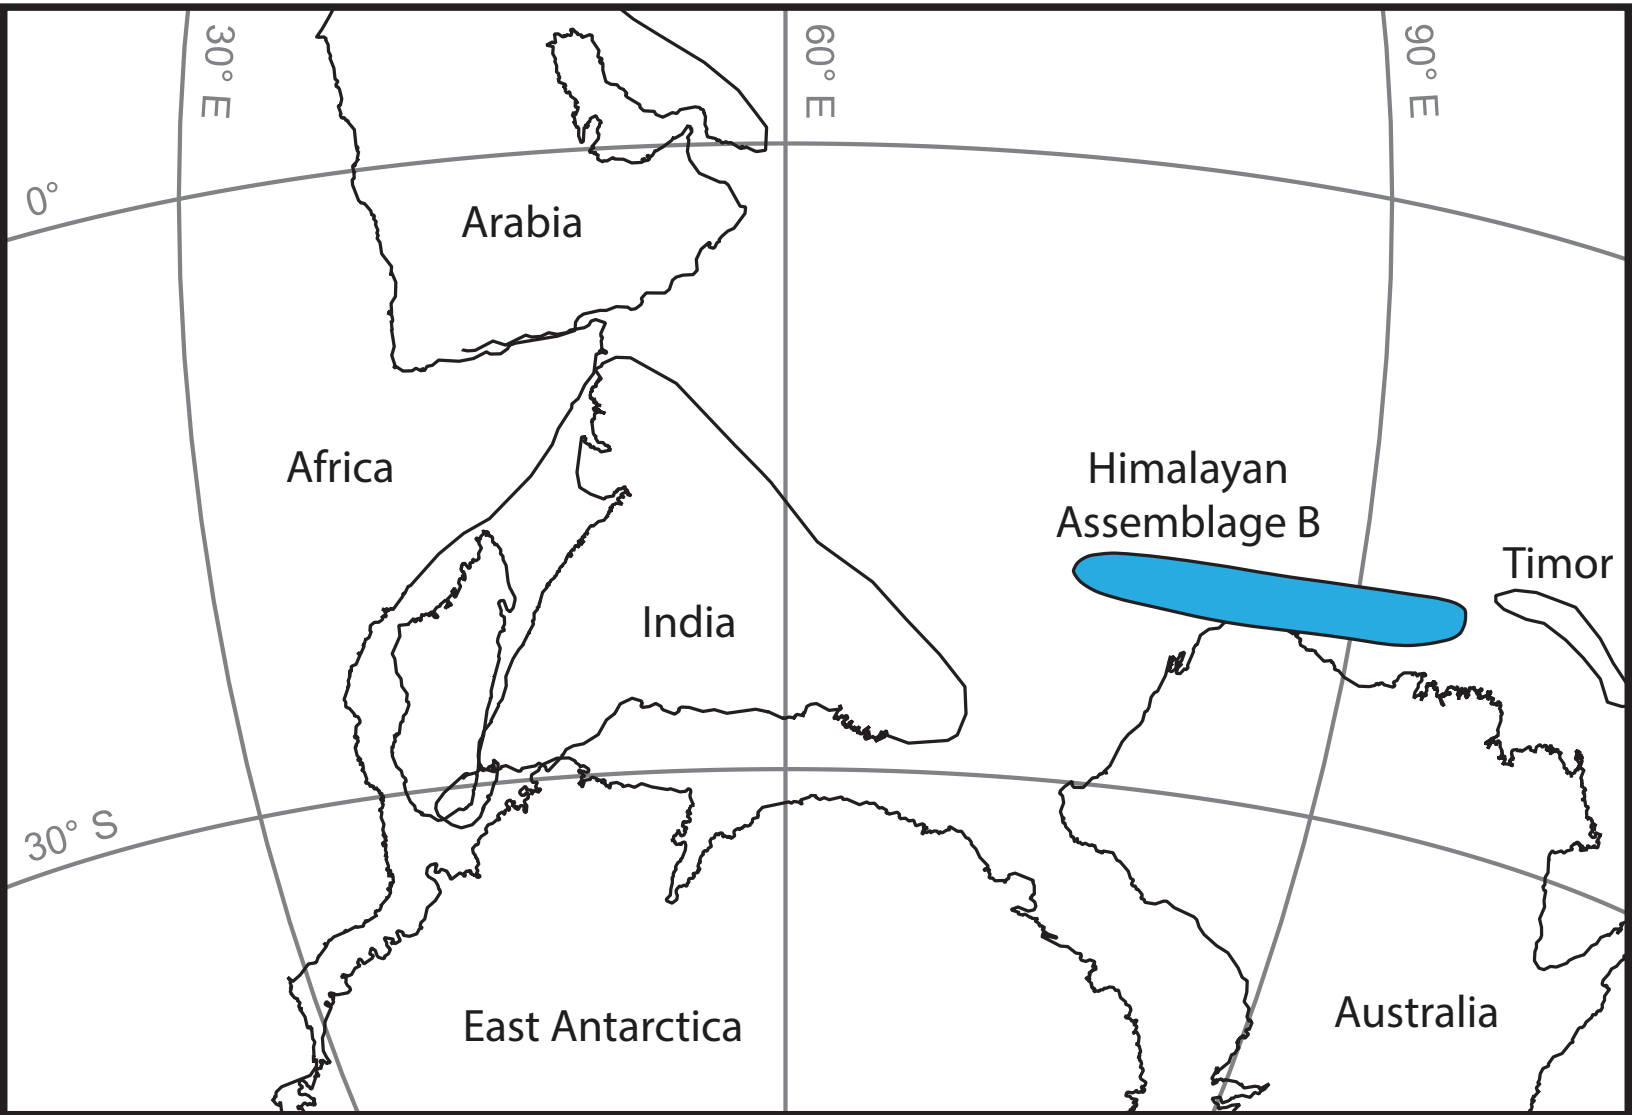 30° E
60° E
90° E
0°
Arabia
Africa
Himalayan
Assemblage B
Timor
India
30° S
East Antarctica
Australia